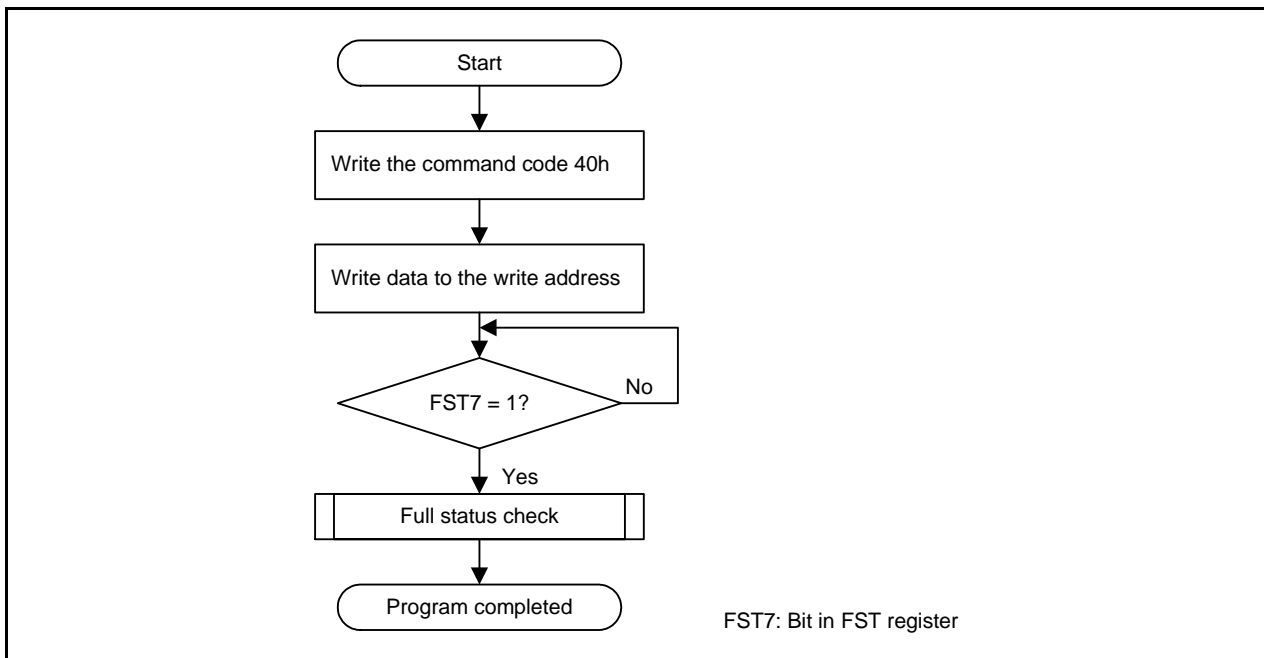 Start
Write the command code 40h
Write data to the write address
FST7 = 1?
No
Yes
Full status check
Program completed
FST7: Bit in FST register